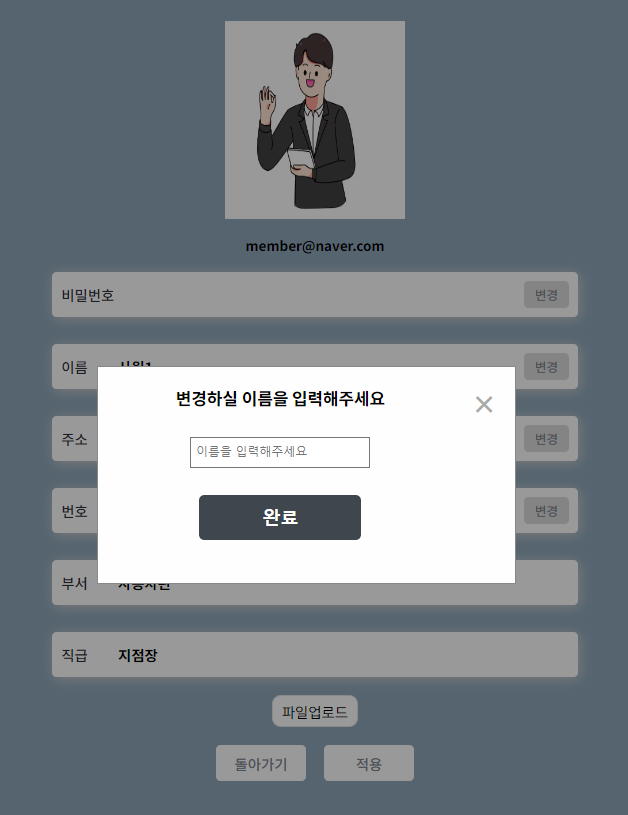 member@naver.com
비밀번호 변경
이름 변경
변경하실 이름을 입력해주세요
주소 변경
이름을 입력해주세요
번호 변경
완료
부서
직급 지점장
파일업로드
돌아가기 적용